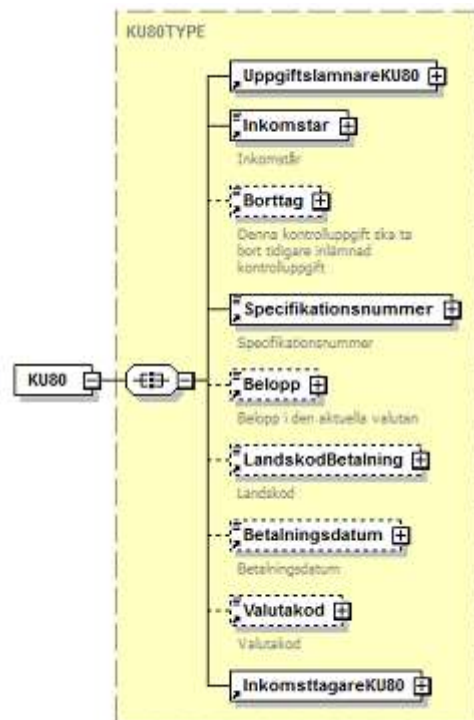 KU80TYPE
UppgiftslamnareKU80
Inkomstar
Inkomstår
Borttag
Denna kontrolluppgift ska ta
bort tidigare inlämnad
kontrolluppgift
Specifikationsnummer
Specifikationsnummer
KU80
Belopp
Belopp i den aktuella valutan
LandskodBetalning
Landskod
Betalningsdatum
Betalningsdatum
Valutakod
Valutakod
InkomsttagareKU80